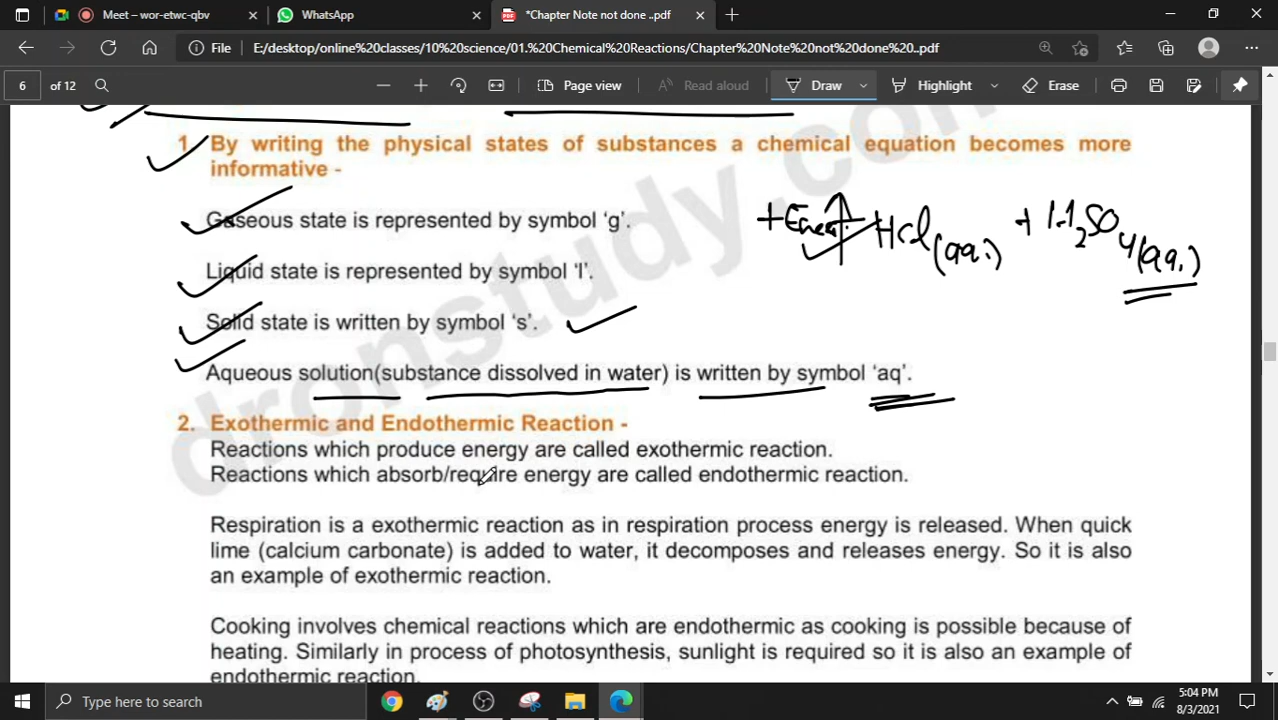 Meet – wor-etwc-qbv
WhatsApp
*Chapter Note not done ..pdf
File
E:/desktop/online%20classes/10%20science/01.%20Chemical%20Reactions/Chapter%20Note%20not%20done%20..pdf
6 of 12
Page view
Read aloud
Draw
Highlight
Erase
1. By writing the physical states of substances a chemical equation becomes more
informative -
Gaseous state is represented by symbol ‘g’.
+ Ener HCl(aq.) + H2SO4(aq.)
Liquid state is represented by symbol ‘l’.
Solid state is written by symbol ‘s’.
Aqueous solution(substance dissolved in water) is written by symbol ‘aq’.
2. Exothermic and Endothermic Reaction -
Reactions which produce energy are called exothermic reaction.
Reactions which absorb/require energy are called endothermic reaction.
Respiration is a exothermic reaction as in respiration process energy is released. When quick
lime (calcium carbonate) is added to water, it decomposes and releases energy. So it is also
an example of exothermic reaction.
Cooking involves chemical reactions which are endothermic as cooking is possible because of
heating. Similarly in process of photosynthesis, sunlight is required so it is also an example of
endothermic reaction.
dronstudy.com
Type here to search
5:04 PM
8/3/2021